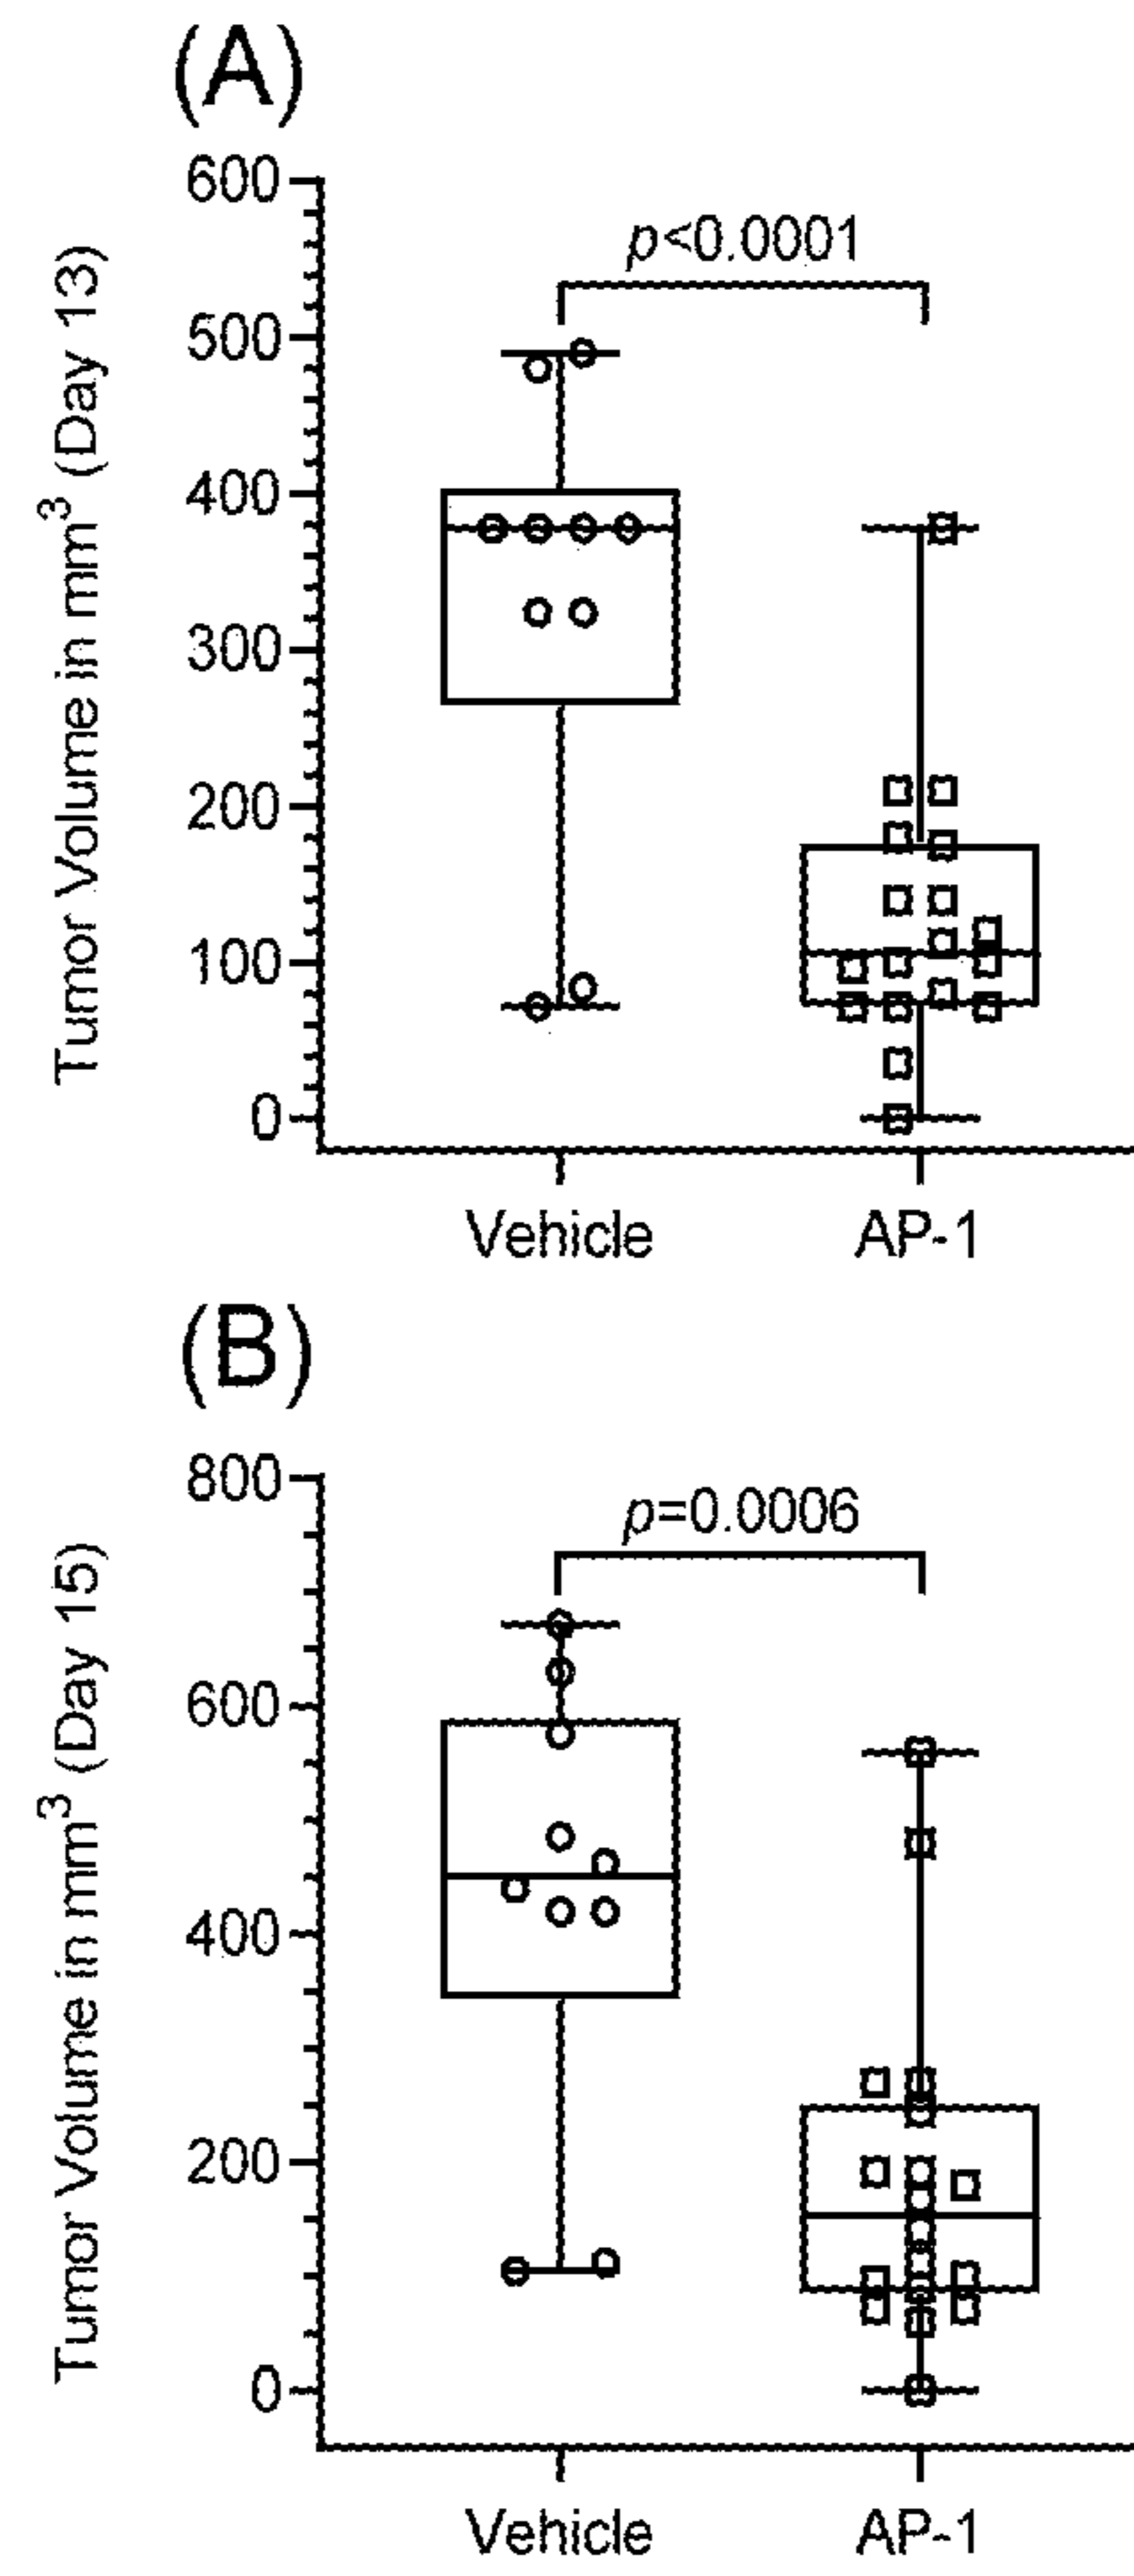 (A)
Tumor Volume in mm³ (Day 13)
600
500
400
300
200
100
0
p<0.0001
Vehicle
AP-1
(B)
Tumor Volume in mm³ (Day 15)
800
600
400
200
0
p=0.0006
Vehicle
AP-1